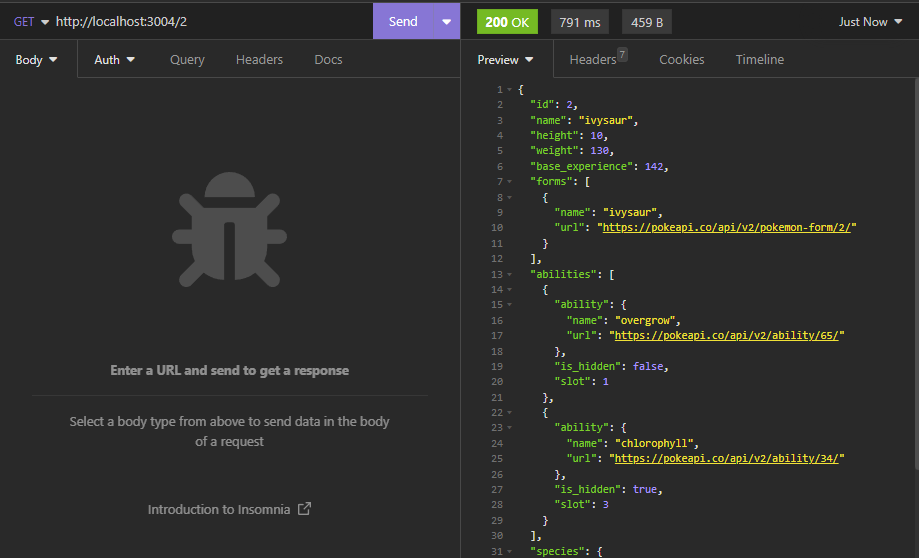 GET http://localhost:3004/2 Send
200 OK 791 ms 459 B Just Now
Body Auth Query Headers Docs
Preview Headers 7 Cookies Timeline
Enter a URL and send to get a response
Select a body type from above to send data in the body
of a request
Introduction to Insomnia
1 {
2 "id": 2,
3 "name": "ivysaur",
4 "height": 10,
5 "weight": 130,
6 "base_experience": 142,
7 "forms": [
8 {
9 "name": "ivysaur",
10 "url": "https://pokeapi.co/api/v2/pokemon-form/2/"
11 }
12 ],
13 "abilities": [
14 {
15 "ability": {
16 "name": "overgrow",
17 "url": "https://pokeapi.co/api/v2/ability/65/"
18 },
19 "is_hidden": false,
20 "slot": 1
21 },
22 {
23 "ability": {
24 "name": "chlorophyll",
25 "url": "https://pokeapi.co/api/v2/ability/34/"
26 },
27 "is_hidden": true,
28 "slot": 3
29 }
30 ],
31 "species": {